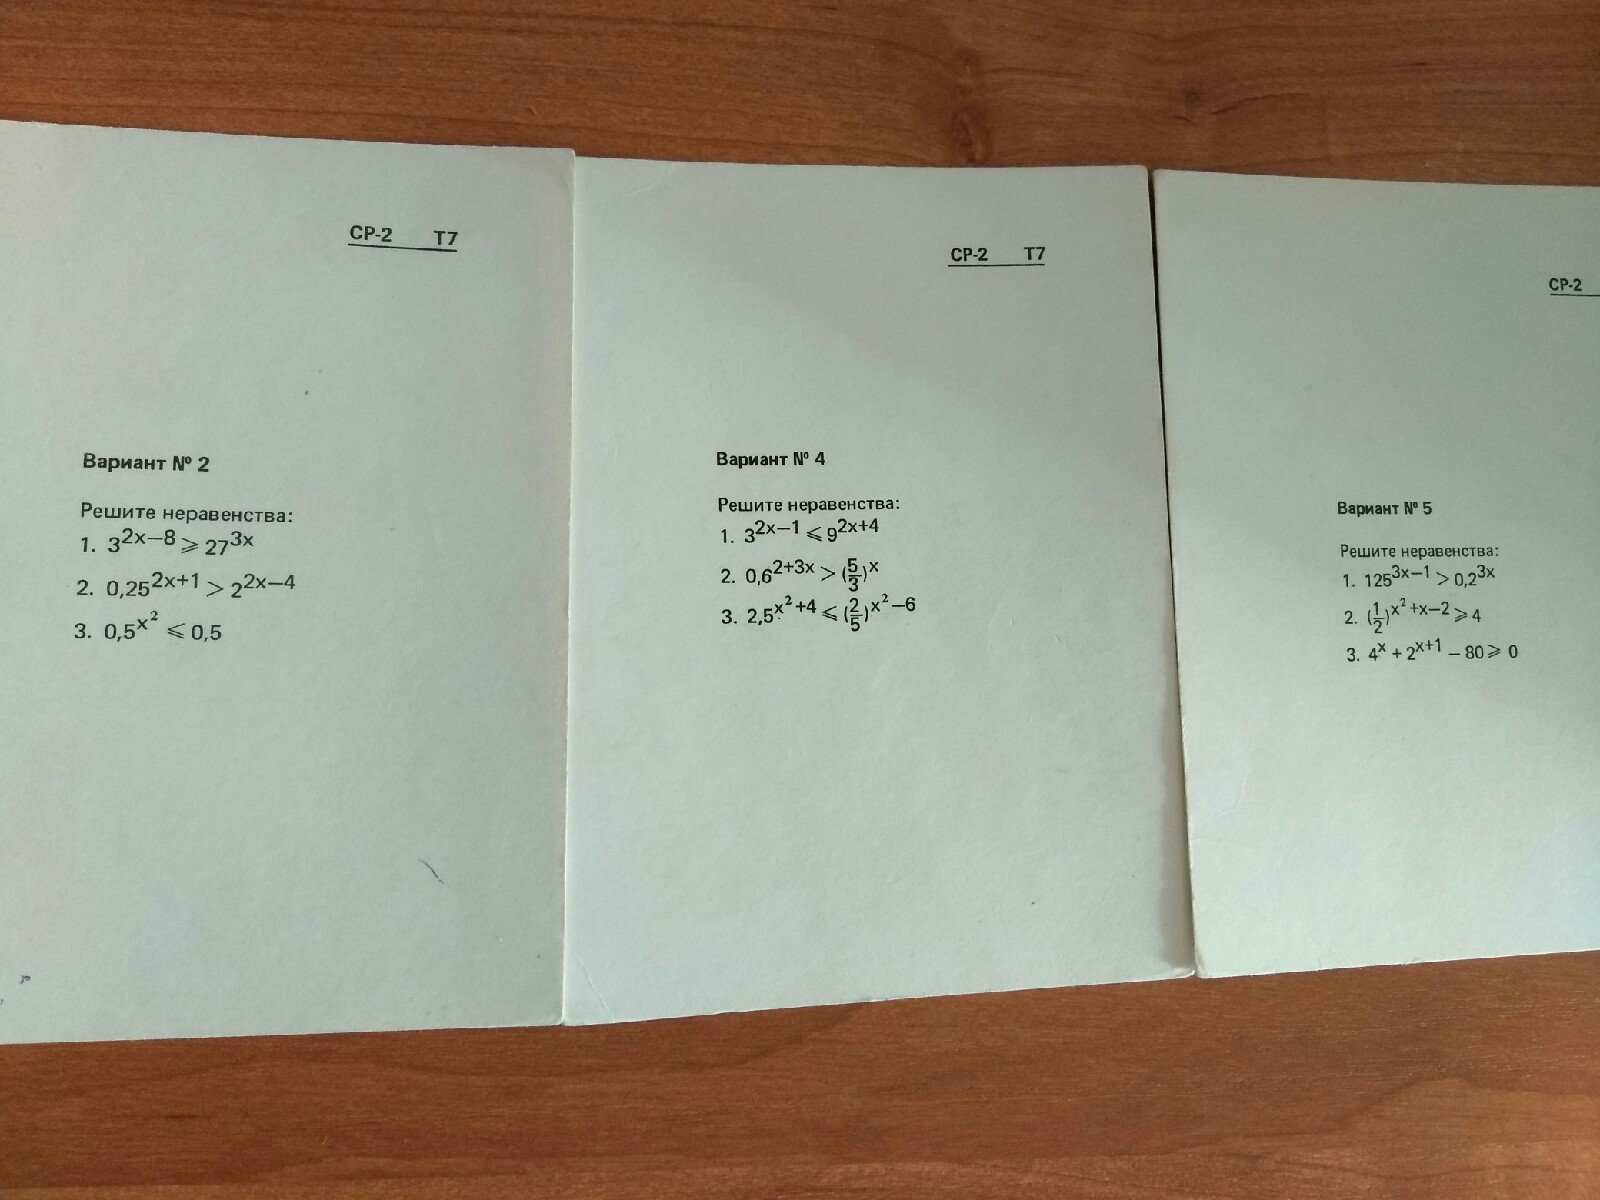 СР-2 Т7
Вариант № 2
Решите неравенства:
1. 3^{2x−8} ⩾ 27^{3x}
2. 0,25^{2x+1} > 2^{2x−4}
3. 0,5^{x^2} ⩽ 0,5
СР-2 Т7
Вариант № 4
Решите неравенства:
1. 3^{2x−1} ⩽ 9^{2x+4}
2. 0,6^{2+3x} > (5/3)^x
3. 2,5^{x^2+4} ⩽ (2/5)^{x^2−6}
СР-2
Вариант № 5
Решите неравенства:
1. 125^{3x−1} > 0,2^{3x}
2. (1/2)^{x^2+x−2} ⩾ 4
3. 4^x + 2^{x+1} − 80 ⩾ 0